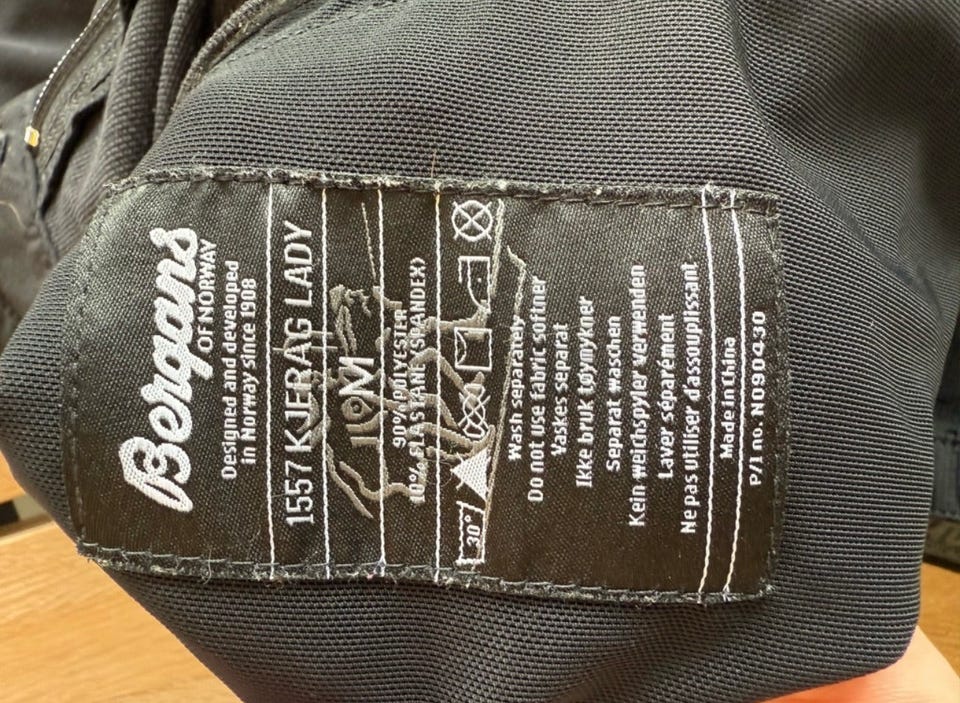 Bergans
OF NORWAY
Designed and developed
in Norway since 1908
1557 KJERAG LADY
M
90% POLYESTER
10% ELASTANE (SPANDEX)
30°
Wash separately
Do not use fabric softner
Vaskes separat
Ikke bruk tøymykner
Separat waschen
Kein weichspyler verwenden
Laver separement
Ne pas utiliser d'assouplissant
Made in China
P/I no. NO90430